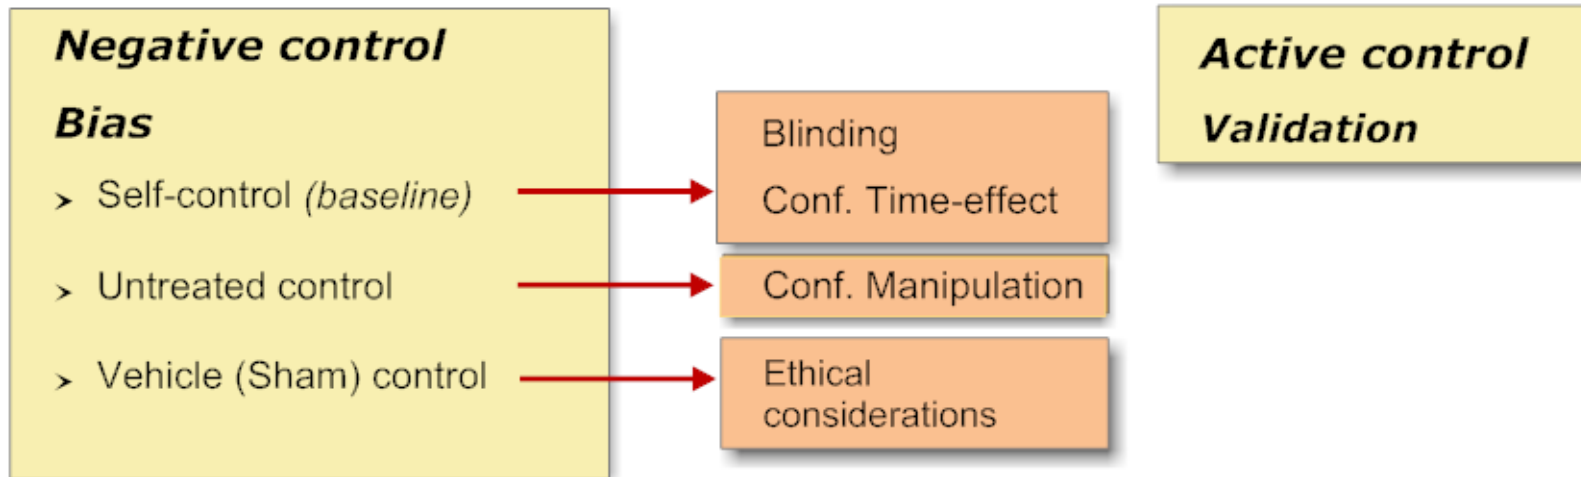 Negative control
Bias
➢ Self-control (baseline)
➢ Untreated control
➢ Vehicle (Sham) control
Blinding
Conf. Time-effect
Conf. Manipulation
Ethical
considerations
Active control
Validation